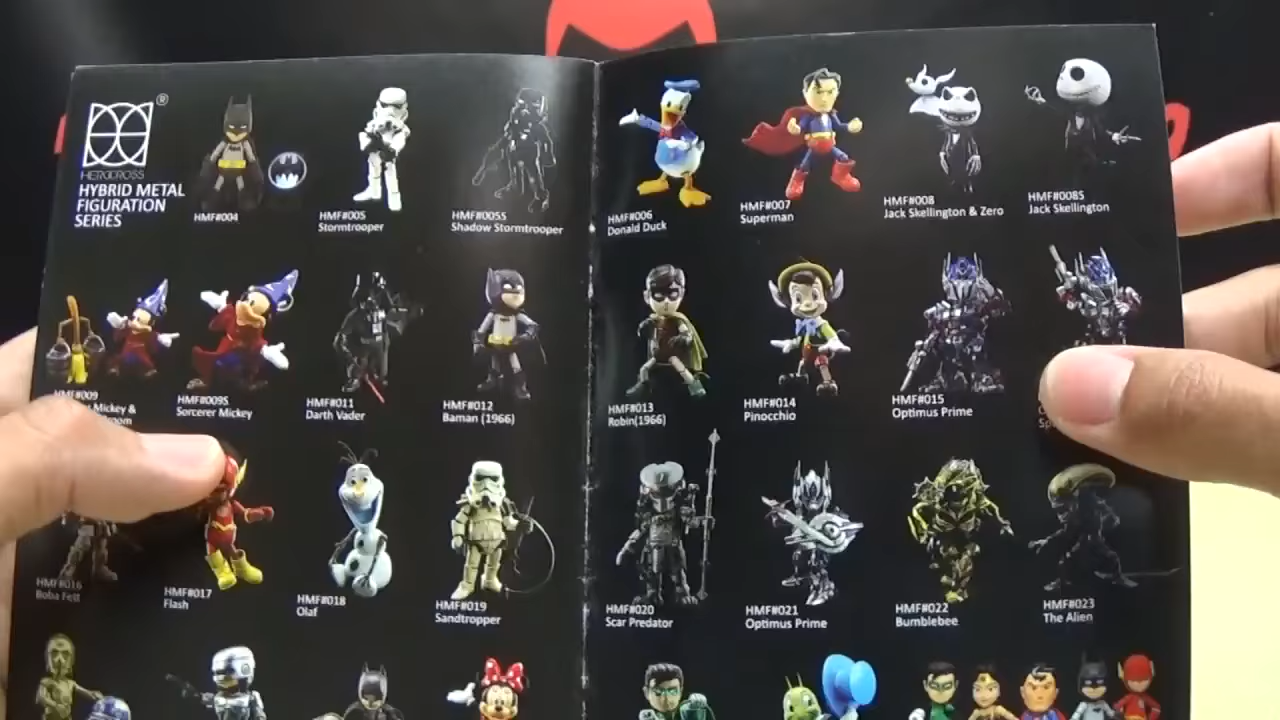 ®
HEROCROSS
HYBRID METAL
FIGURATION
SERIES
HMF#004
HMF#005
Stormtrooper
HMF#005S
Shadow Stormtrooper
HMF#006
Donald Duck
HMF#007
Superman
HMF#008
Jack Skellington & Zero
HMF#008S
Jack Skellington
HMF#009
Mickey &
HMF#009S
Sorcerer Mickey
HMF#011
Darth Vader
HMF#012
Baman (1966)
HMF#013
Robin(1966)
HMF#014
Pinocchio
HMF#015
Optimus Prime
HMF#016
Boba Fett
HMF#017
Flash
HMF#018
Olaf
HMF#019
Sandtropper
HMF#020
Scar Predator
HMF#021
Optimus Prime
HMF#022
Bumblebee
HMF#023
The Alien